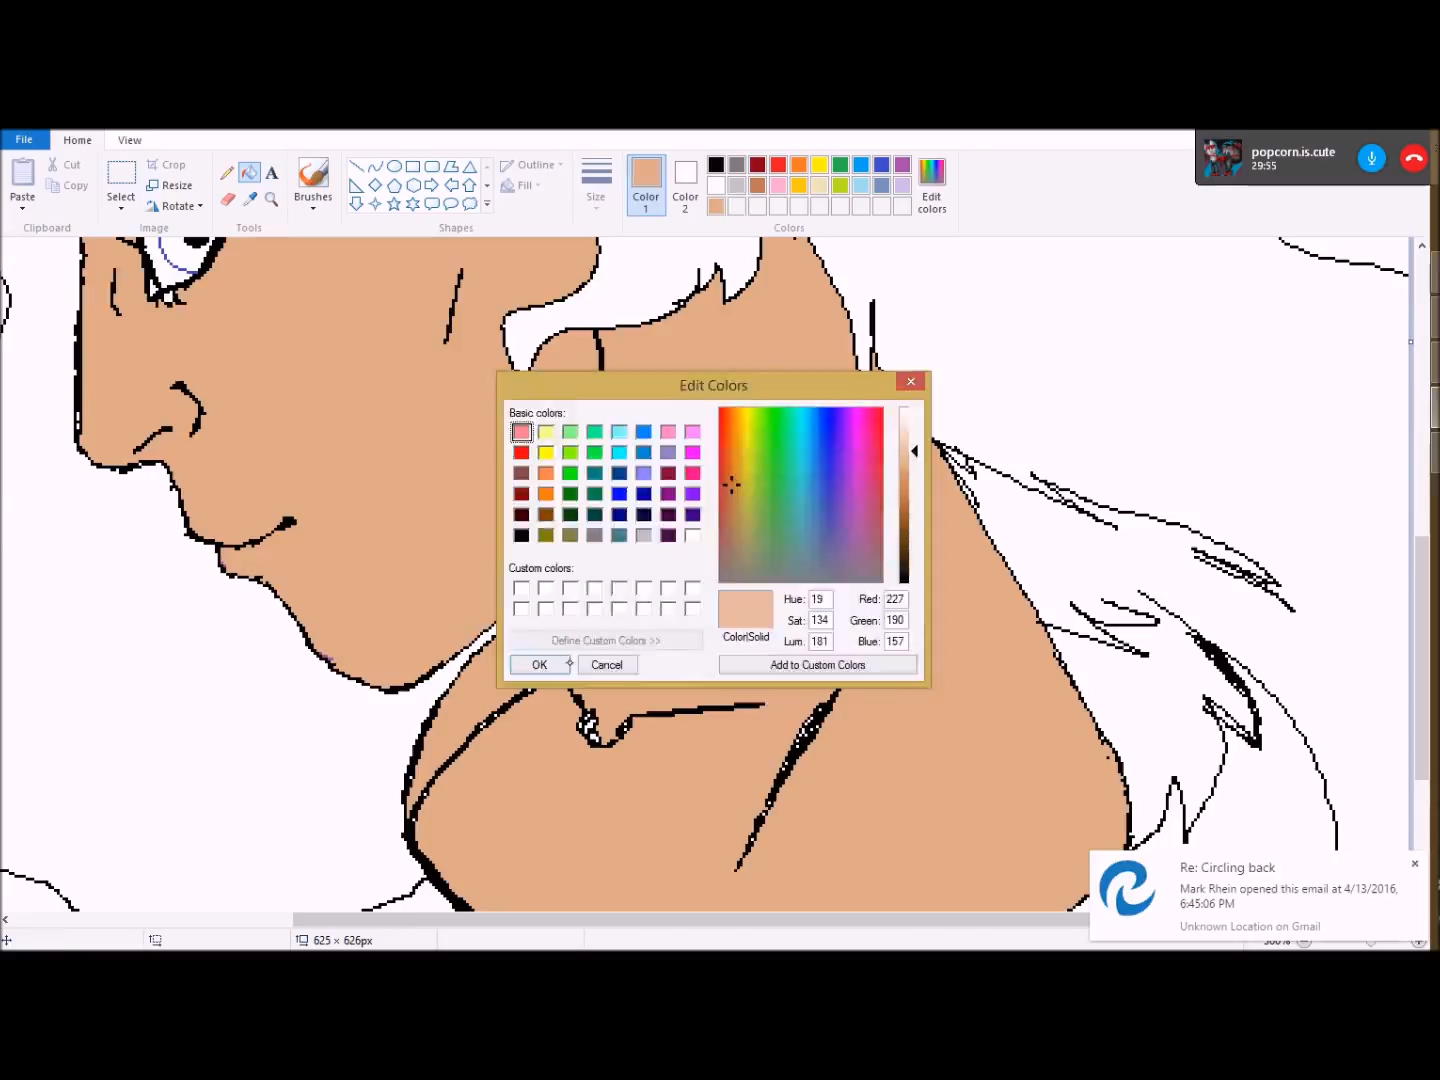 File Home View
Cut
Copy
Paste
Clipboard
Crop
Resize
Rotate
Select
Image
A
Tools
Brushes
Outline
Fill
Shapes
Size
Color
1
Color
2
Edit
colors
Colors
popcorn.is.cute
29:55
Edit Colors
Basic colors:
Custom colors:
Define Custom Colors >>
OK
Cancel
Hue: 19 Red: 227
Sat: 134 Green: 190
Color|Solid Lum: 181 Blue: 157
Add to Custom Colors
Re: Circling back
Mark Rhein opened this email at 4/13/2016,
6:45:06 PM
Unknown Location on Gmail
625 × 626px